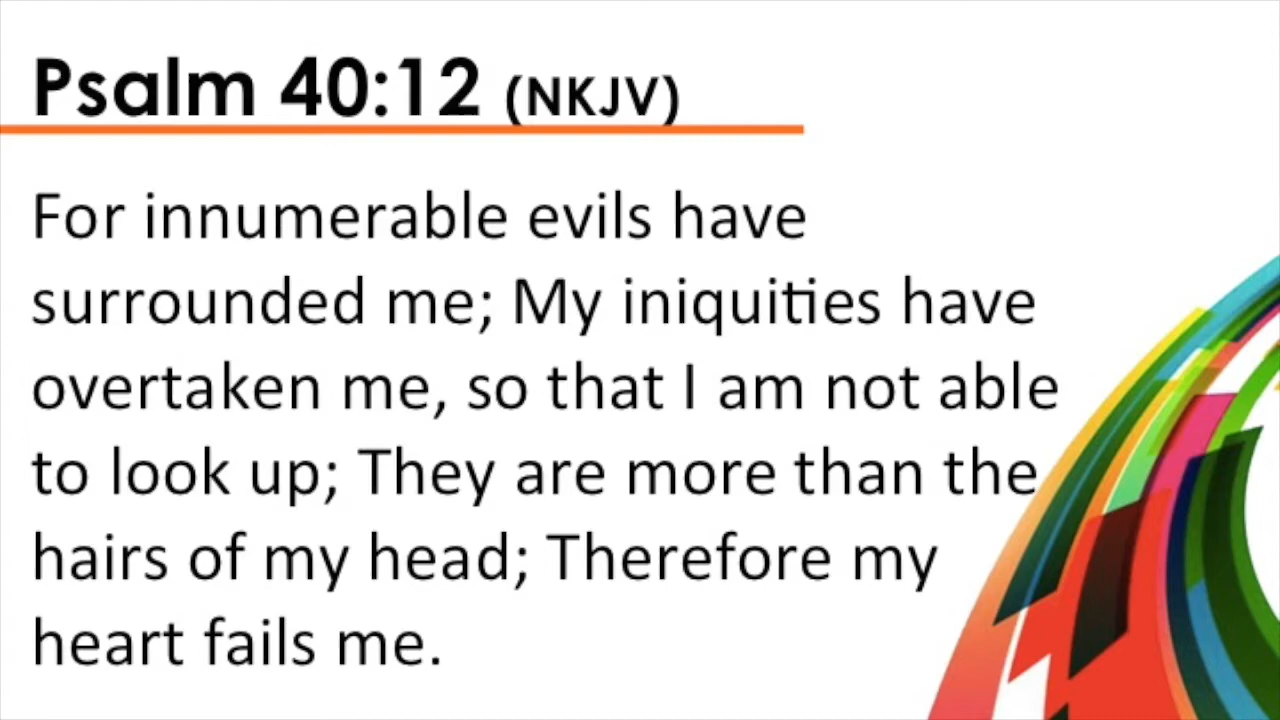 Psalm 40:12 (NKJV)
For innumerable evils have
surrounded me; My iniquities have
overtaken me, so that I am not able
to look up; They are more than the
hairs of my head; Therefore my
heart fails me.